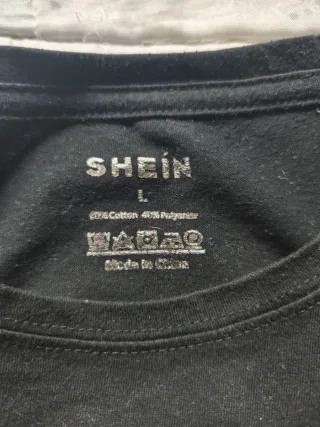 SHEIN
L
60%Cotton 40%Polyester
Made in China